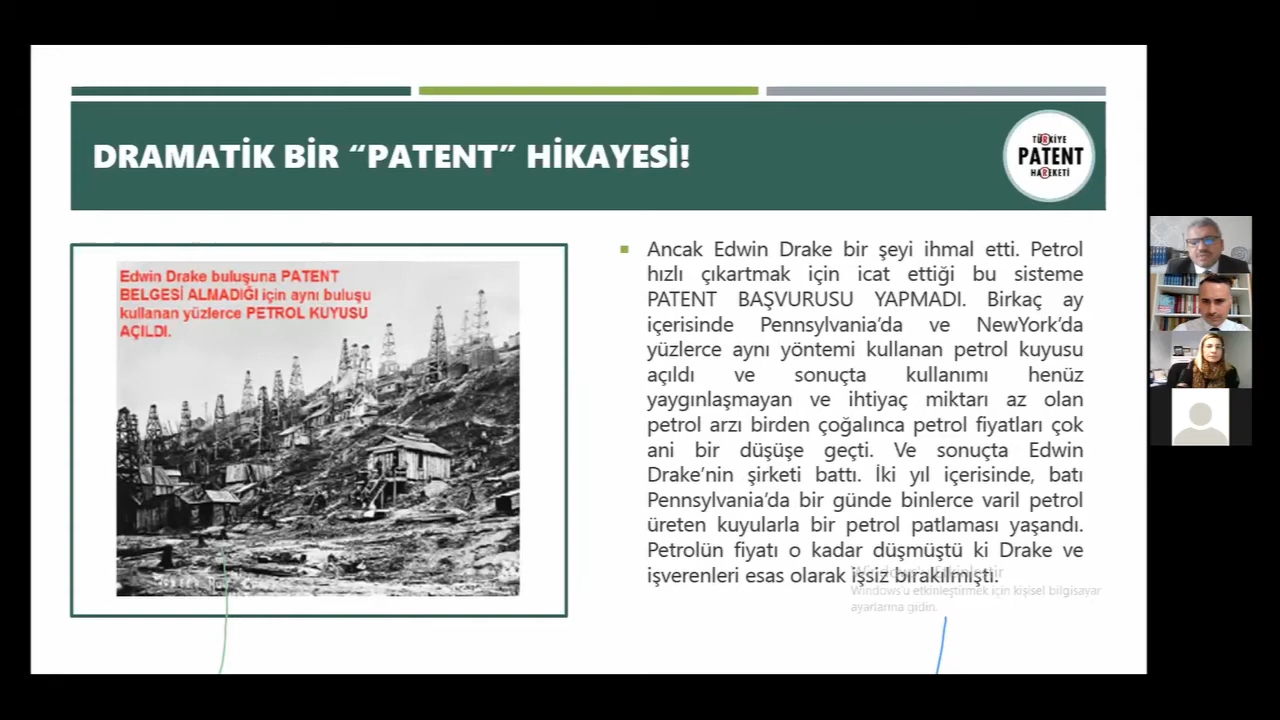 DRAMATİK BİR “PATENT” HİKAYESİ!
TÜRKİYE
PATENT
HAREKETİ
Edwin Drake buluşuna PATENT
BELGESİ ALMADIĞI için aynı buluşu
kullanan yüzlerce PETROL KUYUSU
AÇILDI.
Ancak Edwin Drake bir şeyi ihmal etti. Petrol
hızlı çıkartmak için icat ettiği bu sisteme
PATENT BAŞVURUSU YAPMADI. Birkaç ay
içerisinde Pennsylvania’da ve NewYork’da
yüzlerce aynı yöntemi kullanan petrol kuyusu
açıldı ve sonuçta kullanımı henüz
yaygınlaşmayan ve ihtiyaç miktarı az olan
petrol arzı birden çoğalınca petrol fiyatları çok
ani bir düşüşe geçti. Ve sonuçta Edwin
Drake’nin şirketi battı. İki yıl içerisinde, batı
Pennsylvania’da bir günde binlerce varil petrol
üreten kuyularla bir petrol patlaması yaşandı.
Petrolün fiyatı o kadar düşmüştü ki Drake ve
işverenleri esas olarak işsiz bırakılmıştı.
Windows'u Etkinleştir
Windows'u etkinleştirmek için kişisel bilgisayar
ayarlarına gidin.